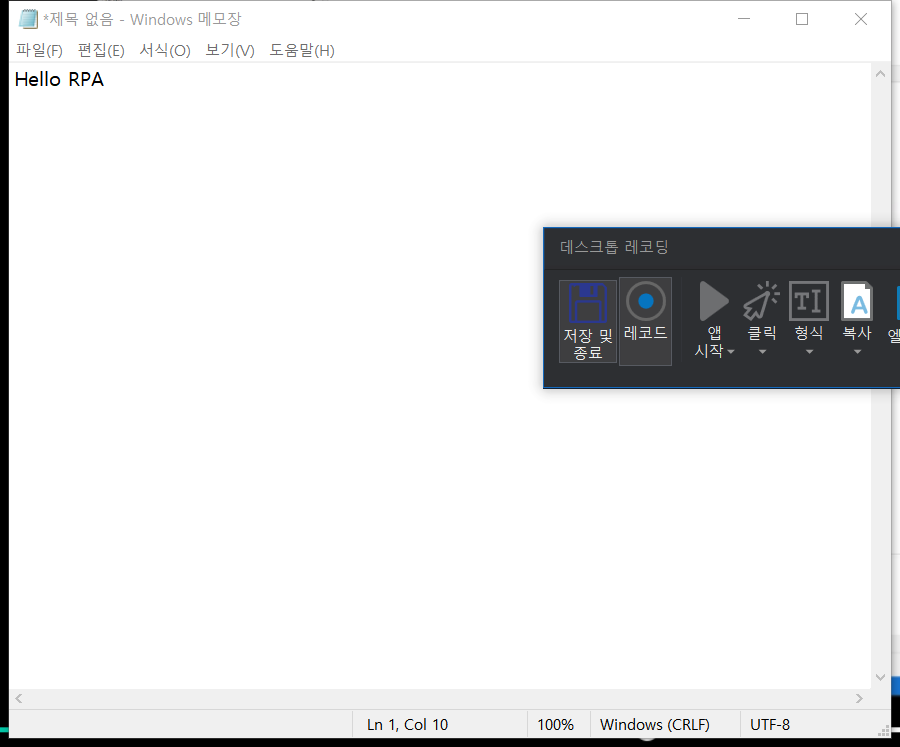 *제목 없음 - Windows 메모장
파일(F) 편집(E) 서식(O) 보기(V) 도움말(H)
Hello RPA
데스크톱 레코딩
TI A
저장 및 종료 레코드 앱 시작 클릭 형식 복사
Ln 1, Col 10 100% Windows (CRLF) UTF-8